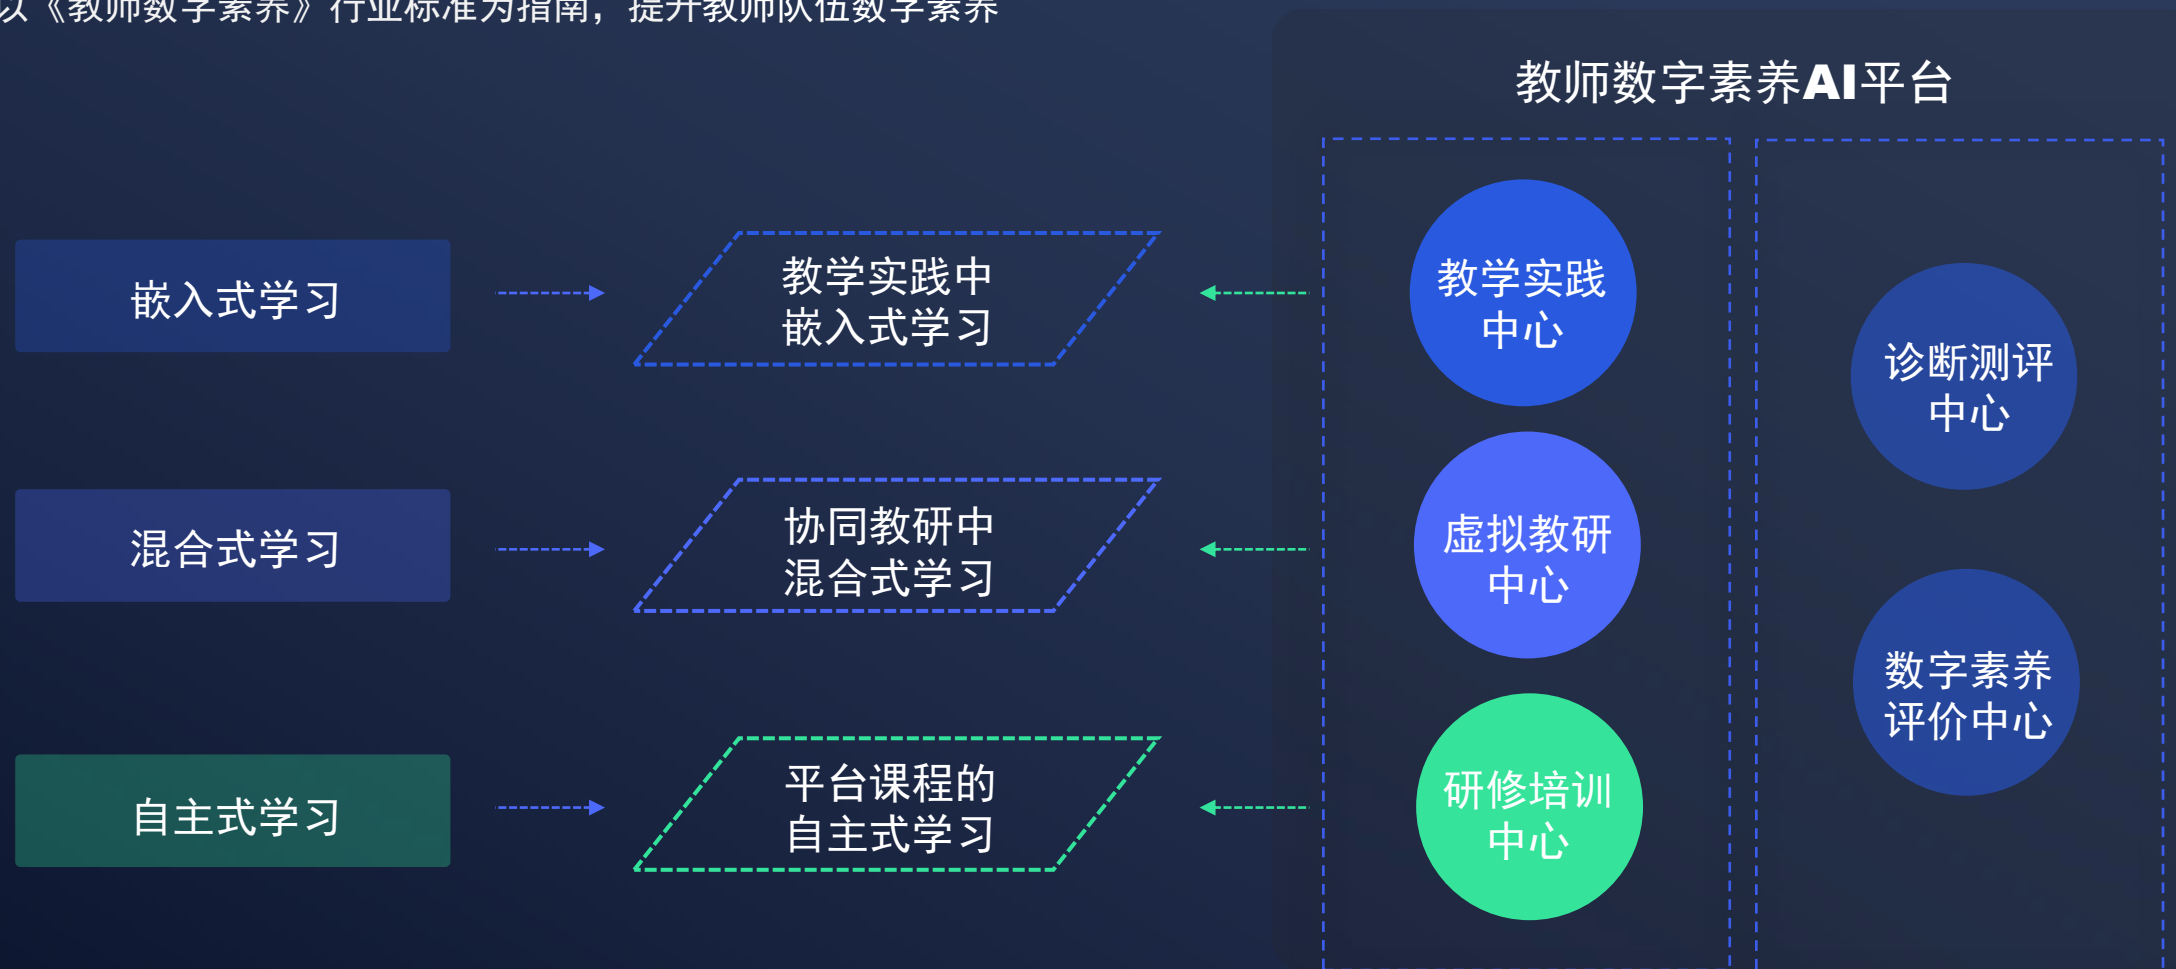 以《教师数字素养》行业标准为指南，提升教师队伍数字素养
教师数字素养AI平台
嵌入式学习
教学实践中
嵌入式学习
教学实践
中心
诊断测评
中心
混合式学习
协同教研中
混合式学习
虚拟教研
中心
数字素养
评价中心
自主式学习
平台课程的
自主式学习
研修培训
中心